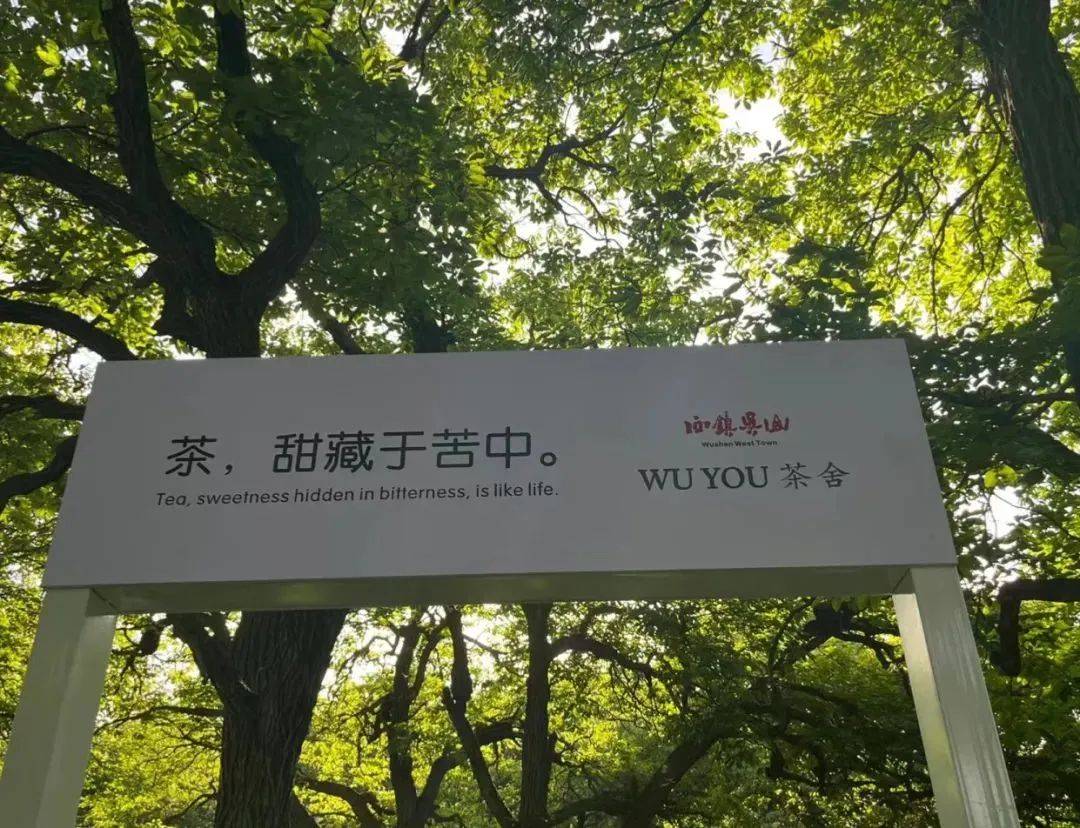 茶，甜藏于苦中。
Tea, sweetness hidden in bitterness, is like life.
Wushan West Town
WU YOU 茶舍